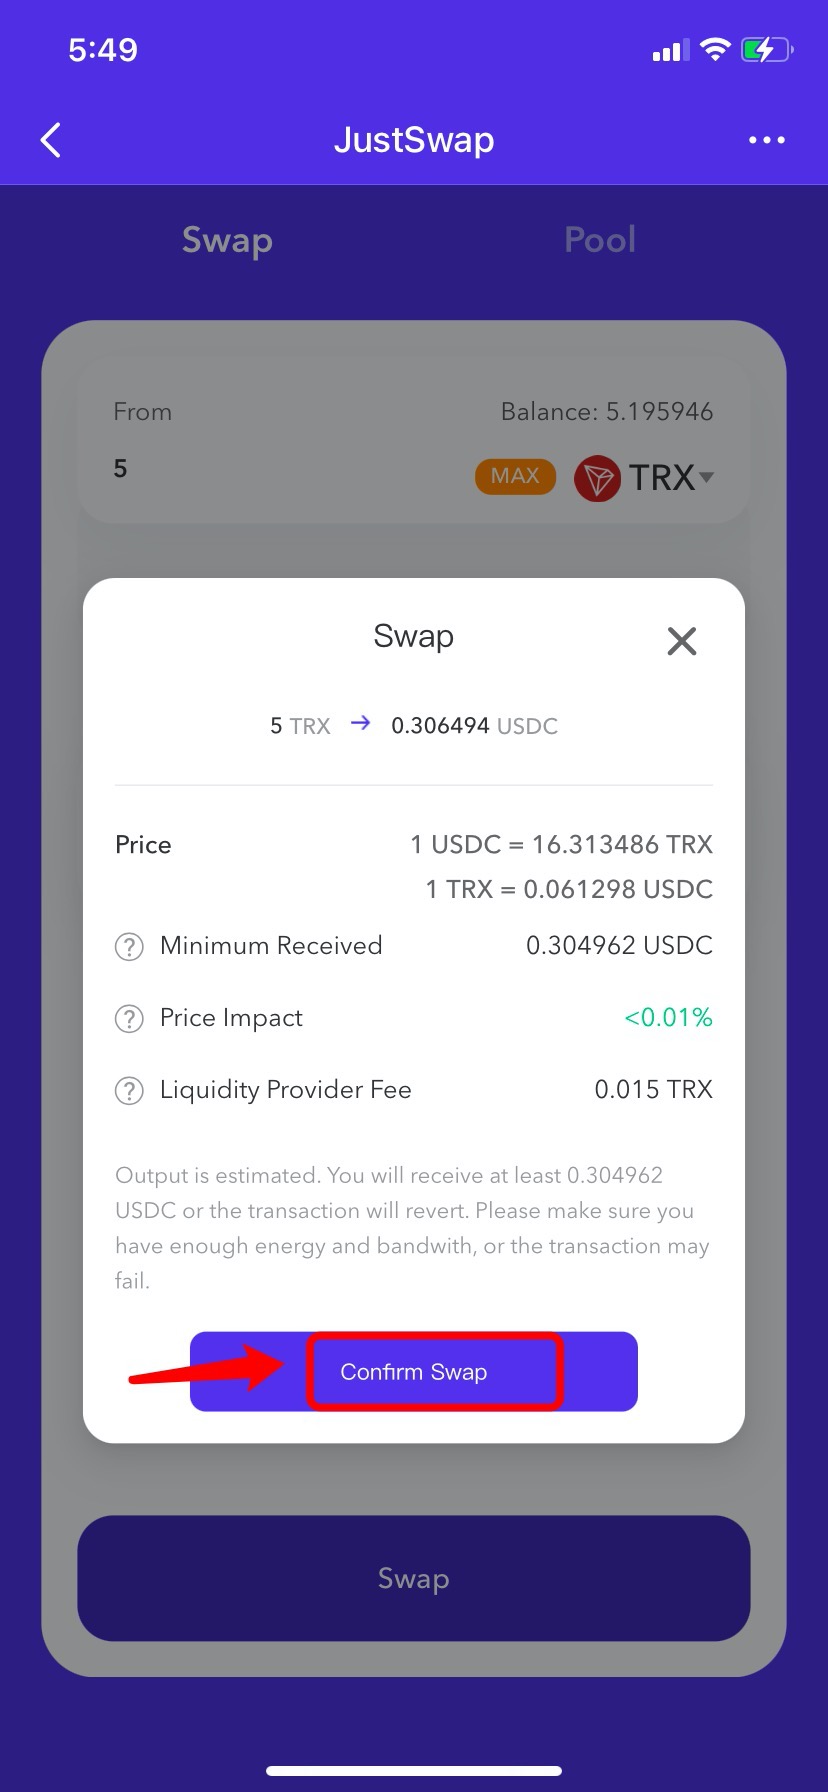 5:49
JustSwap
Swap Pool
From Balance: 5.195946
5 MAX TRX
Swap
5 TRX → 0.306494 USDC
Price 1 USDC = 16.313486 TRX
1 TRX = 0.061298 USDC
? Minimum Received 0.304962 USDC
? Price Impact <0.01%
? Liquidity Provider Fee 0.015 TRX
Output is estimated. You will receive at least 0.304962
USDC or the transaction will revert. Please make sure you
have enough energy and bandwith, or the transaction may
fail.
Confirm Swap
Swap